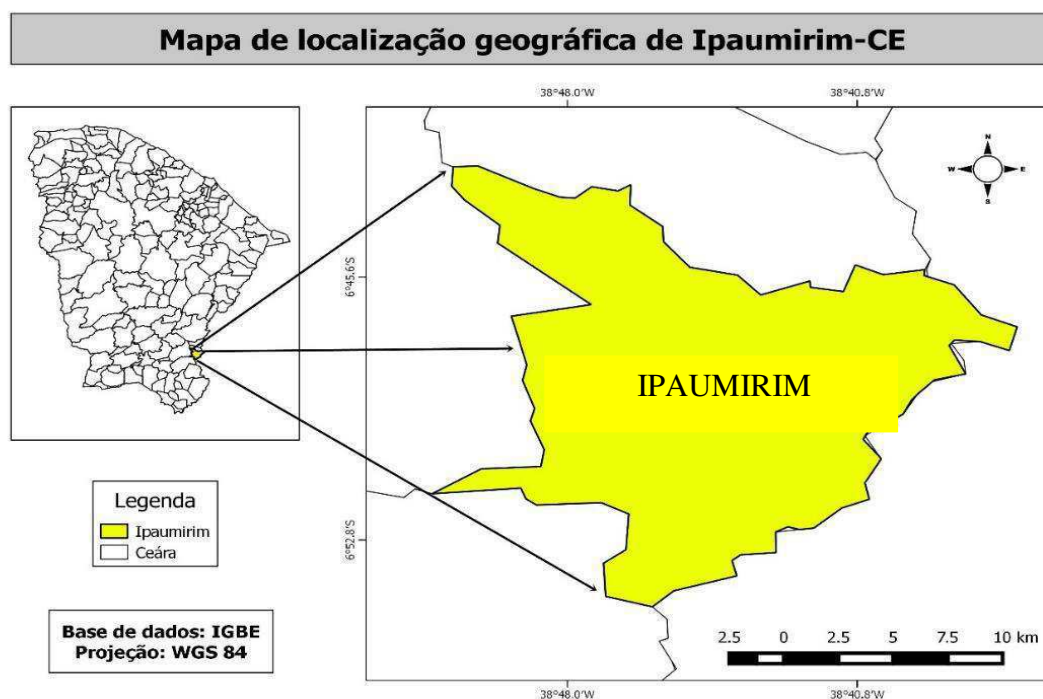 Mapa de localização geográfica de Ipaumirim-CE
38°48.0'W 38°40.8'W
N
W E
S
6°45.6'S
IPAUMIRIM
6°52.8'S
Legenda
Ipaumirim
Ceára
Base de dados: IGBE
Projeção: WGS 84
2.5 0 2.5 5 7.5 10 km
38°48.0'W 38°40.8'W